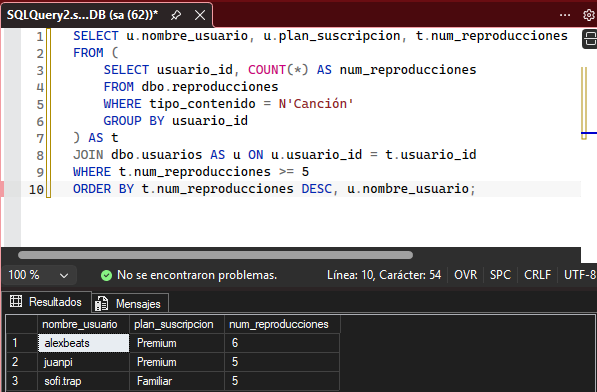 SQLQuery2.s...DB (sa (62))*
1 SELECT u.nombre_usuario, u.plan_suscripcion, t.num_reproducciones
2 FROM (
3 SELECT usuario_id, COUNT(*) AS num_reproducciones
4 FROM dbo.reproducciones
5 WHERE tipo_contenido = N'Canción'
6 GROUP BY usuario_id
7 ) AS t
8 JOIN dbo.usuarios AS u ON u.usuario_id = t.usuario_id
9 WHERE t.num_reproducciones >= 5
10 ORDER BY t.num_reproducciones DESC, u.nombre_usuario;
100 % No se encontraron problemas. Línea: 10, Carácter: 54 OVR SPC CRLF UTF-8
Resultados Mensajes
nombre_usuario plan_suscripcion num_reproducciones
1 alexbeats Premium 6
2 juanpi Premium 5
3 sofi.trap Familiar 5